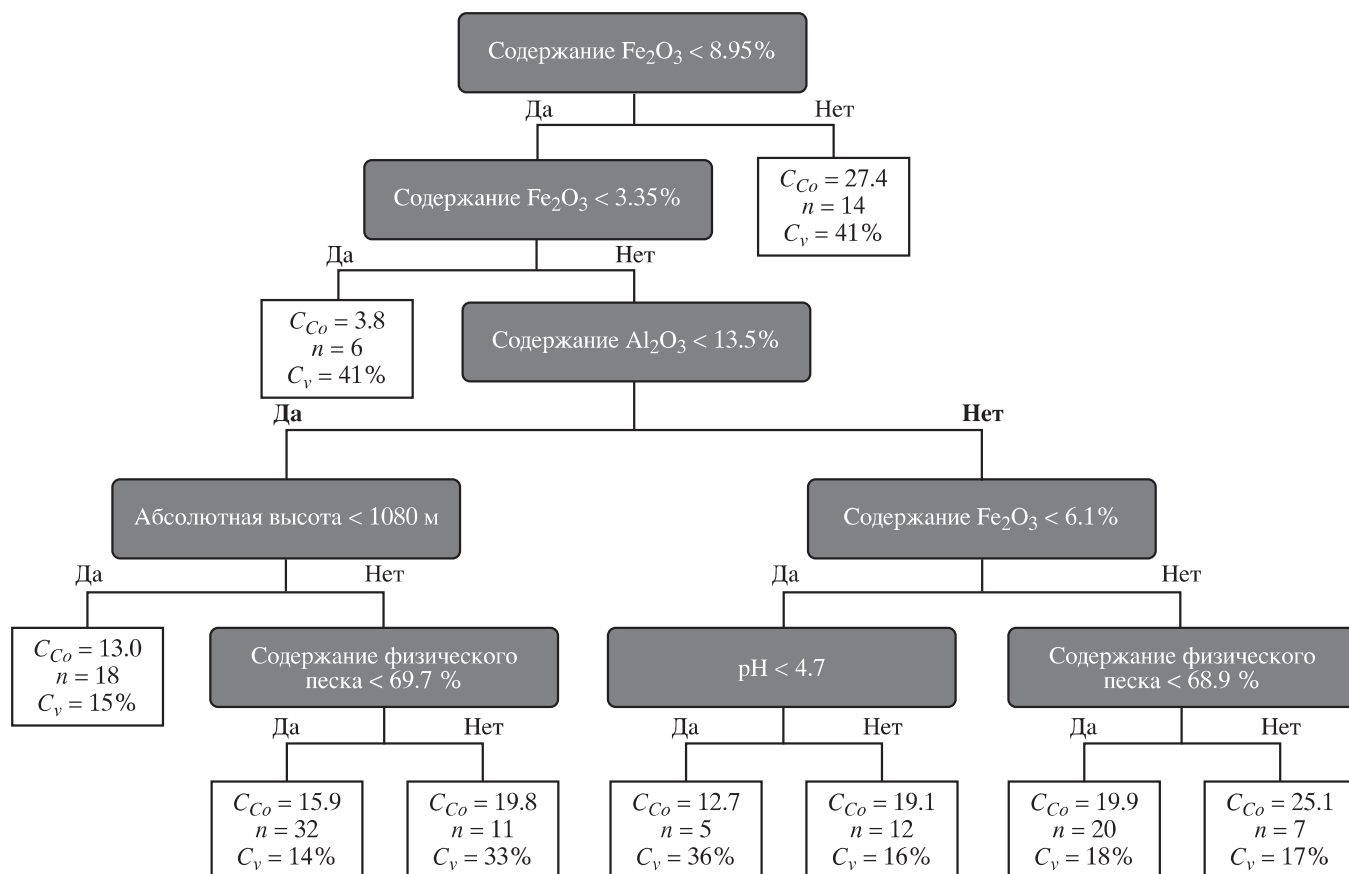 Содержание Fe₂O₃ < 8.95%
Да
Нет
Содержание Fe₂O₃ < 3.35%
C_Co = 27.4
n = 14
C_v = 41%
Да
Нет
C_Co = 3.8
n = 6
C_v = 41%
Содержание Al₂O₃ < 13.5%
Да
Нет
Абсолютная высота < 1080 м
Содержание Fe₂O₃ < 6.1%
Да
Нет
Да
Нет
C_Co = 13.0
n = 18
C_v = 15%
Содержание физического
песка < 69.7 %
pH < 4.7
Содержание физического
песка < 68.9 %
Да
Нет
Да
Нет
Да
Нет
C_Co = 15.9
n = 32
C_v = 14%
C_Co = 19.8
n = 11
C_v = 33%
C_Co = 12.7
n = 5
C_v = 36%
C_Co = 19.1
n = 12
C_v = 16%
C_Co = 19.9
n = 20
C_v = 18%
C_Co = 25.1
n = 7
C_v = 17%